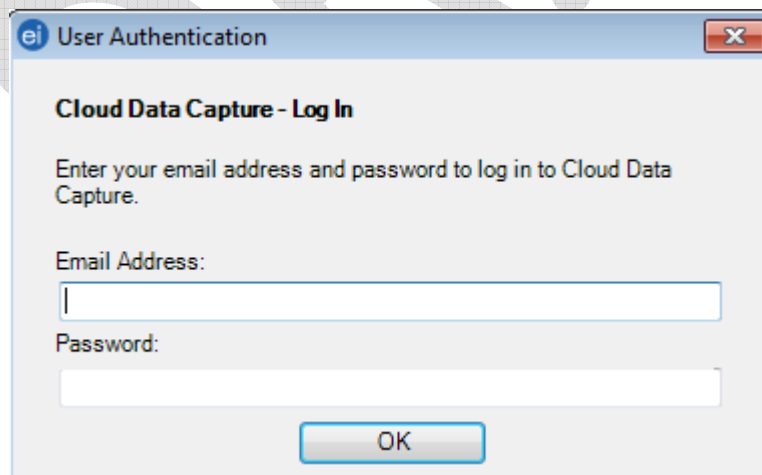 ei User Authentication
Cloud Data Capture - Log In
Enter your email address and password to log in to Cloud Data
Capture.
Email Address:
Password:
OK